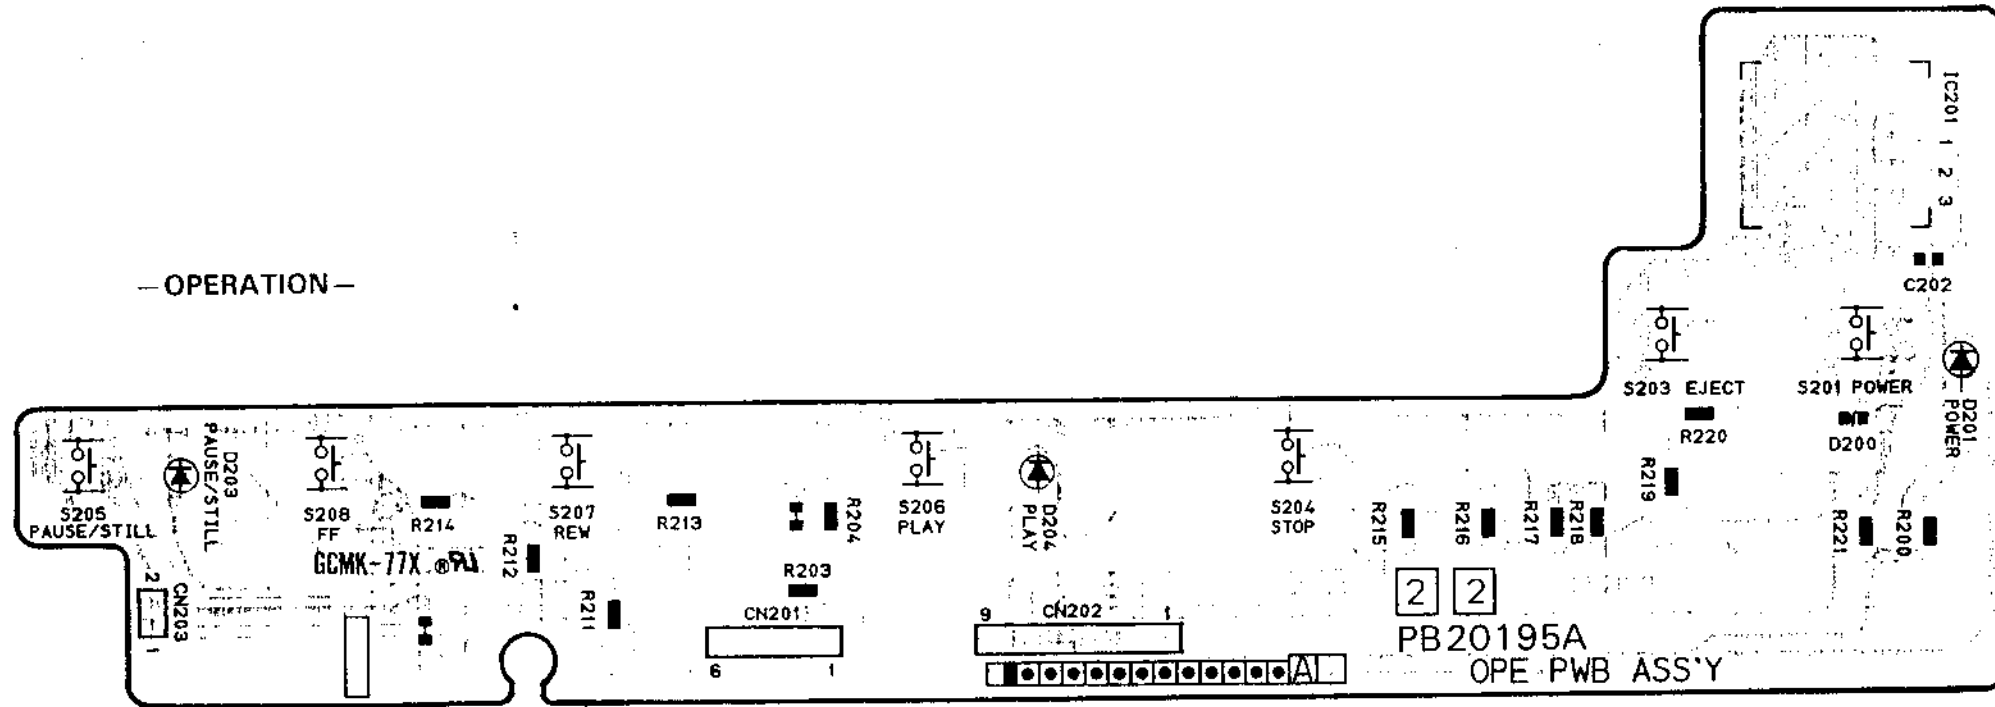 IC201 1 2 3
— OPERATION —
C202
S203 EJECT
S201 POWER
D201
POWER
R220
D200
D203
PAUSE/STILL
S205
PAUSE/STILL
S208
FF
R214
S207
REW
R213
R204
S206
PLAY
D204
PLAY
S204
STOP
R215
R216
R217
R218
R219
R221
R200
GCMK-77X ®
R212
R203
R211
2
CN203
1
CN201
6 1
9 CN202 1
2 2
PB20195A
A
OPE PWB ASS'Y